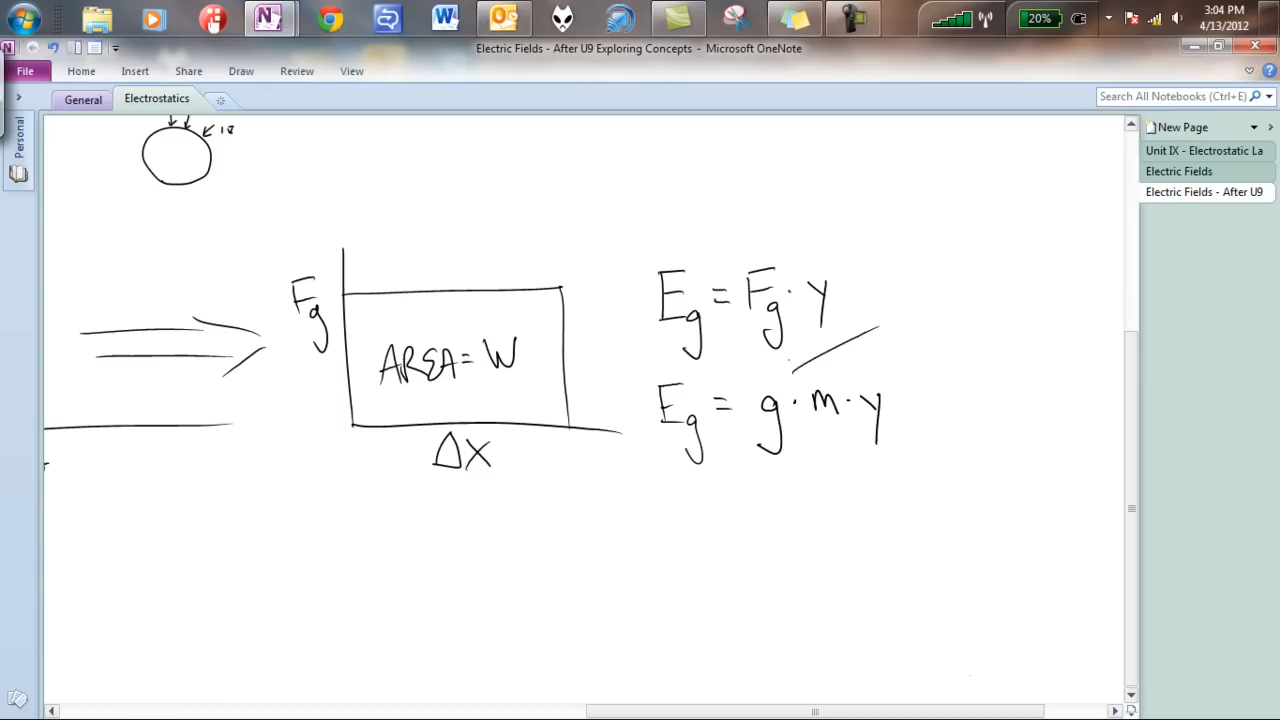 20%
3:04 PM
4/13/2012
Electric Fields - After U9 Exploring Concepts - Microsoft OneNote
File Home Insert Share Draw Review View
General Electrostatics
Search All Notebooks (Ctrl+E)
Personal
New Page
Unit IX - Electrostatic La
Electric Fields
Electric Fields - After U9
Fg
AREA = W
ΔX
Eg = Fg · y
Eg = g · m · y